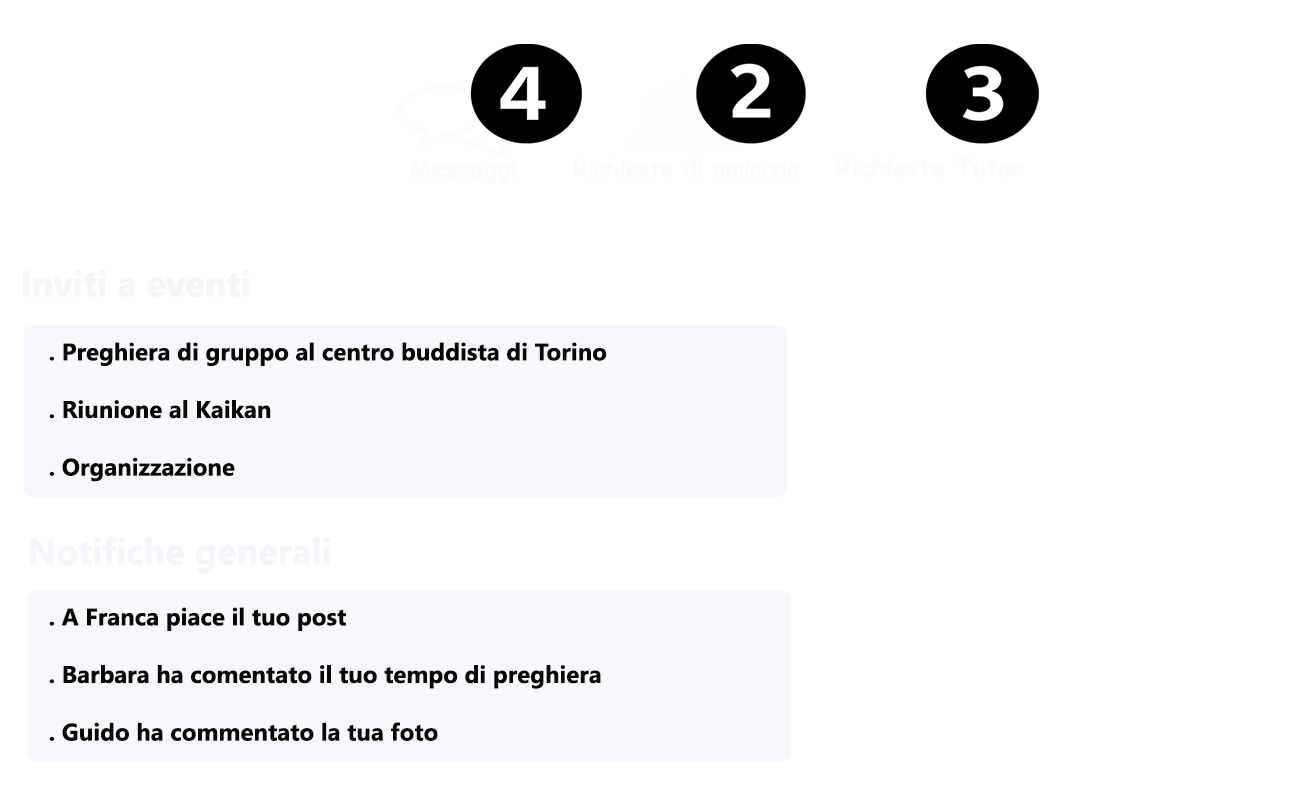 4 2 3
Messaggi Richieste di amicizia Richieste Tutor
Inviti a eventi
. Preghiera di gruppo al centro buddista di Torino
. Riunione al Kaikan
. Organizzazione
Notifiche generali
. A Franca piace il tuo post
. Barbara ha comentato il tuo tempo di preghiera
. Guido ha commentato la tua foto